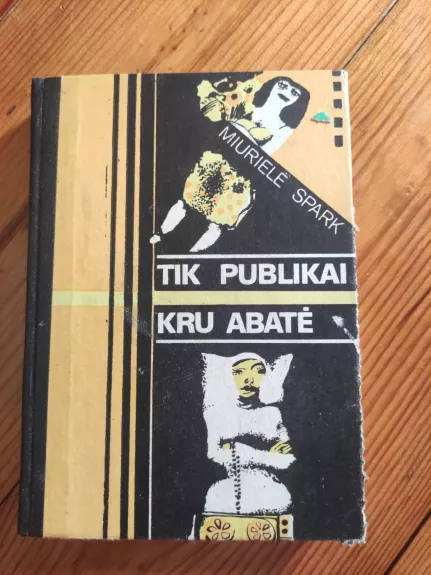 MIURIELĖ SPARK
TIK PUBLIKAI
KRU ABATĖ